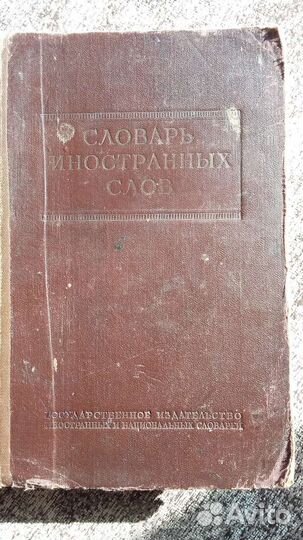 СЛОВАРЬ
ИНОСТРАННЫХ
СЛОВ
ГОСУДАРСТВЕННОЕ ИЗДАТЕЛЬСТВО
ИНОСТРАННЫХ И НАЦИОНАЛЬНЫХ СЛОВАРЕЙ
Avito